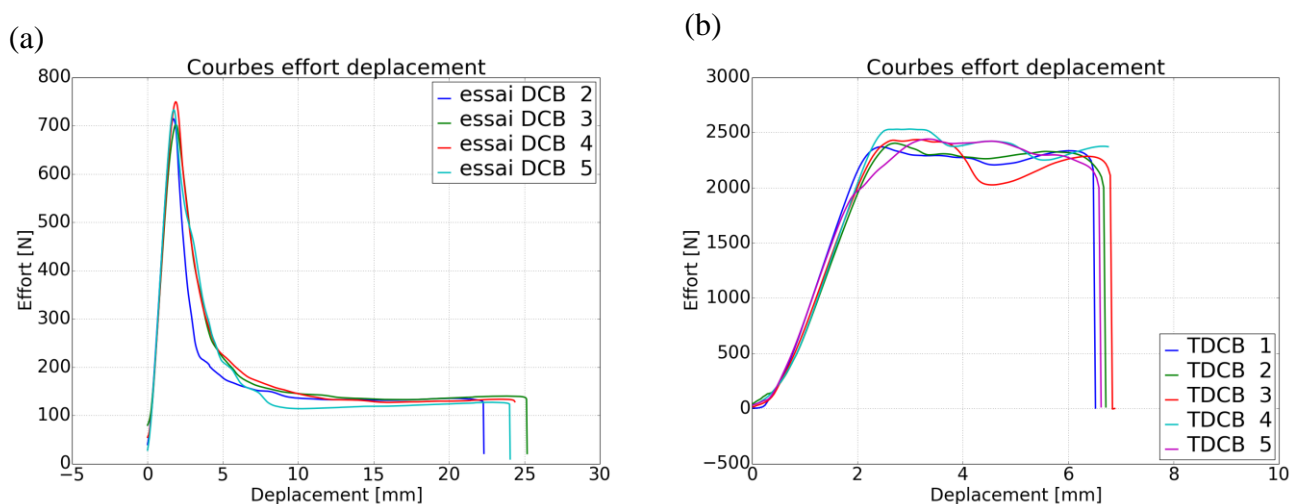 (a)
Courbes effort deplacement
800
700
600
500
400
300
200
100
0
Effort [N]
−5
0
5
10
15
20
25
30
Deplacement [mm]
essai DCB 2
essai DCB 3
essai DCB 4
essai DCB 5
(b)
Courbes effort deplacement
3000
2500
2000
1500
1000
500
0
−500
Effort [N]
0
2
4
6
8
10
Deplacement [mm]
TDCB 1
TDCB 2
TDCB 3
TDCB 4
TDCB 5